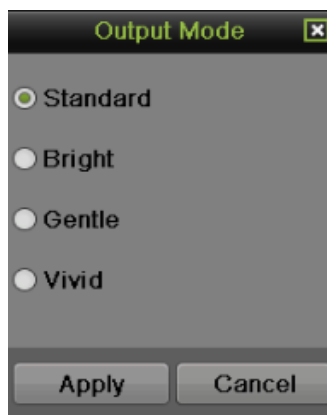 Output Mode
Standard
Bright
Gentle
Vivid
Apply Cancel